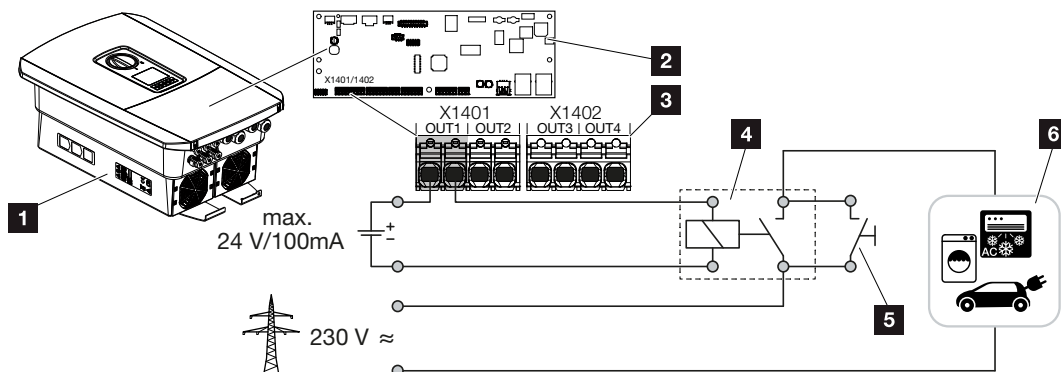 X1401/1402
2
X1401 X1402
3
OUT1 OUT2 OUT3 OUT4
4
6
1
max.
24 V/100mA
+
–
AC
5
230 V ≈